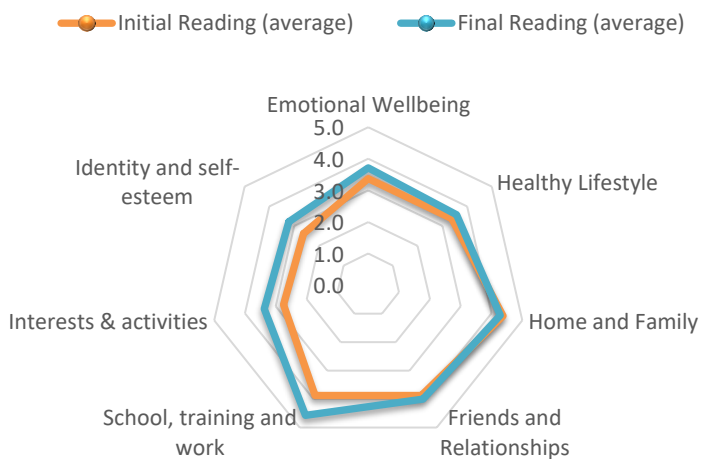 Initial Reading (average)
Final Reading (average)
Emotional Wellbeing
5.0
4.0
3.0
2.0
1.0
0.0
Healthy Lifestyle
Home and Family
Friends and
Relationships
School, training and
work
Interests & activities
Identity and self-
esteem